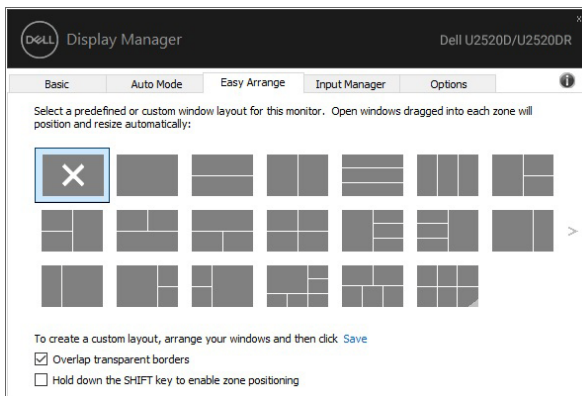 DELL Display Manager Dell U2520D/U2520DR
Basic Auto Mode Easy Arrange Input Manager Options
Select a predefined or custom window layout for this monitor. Open windows dragged into each zone will
position and resize automatically:
To create a custom layout, arrange your windows and then click Save
Overlap transparent borders
Hold down the SHIFT key to enable zone positioning